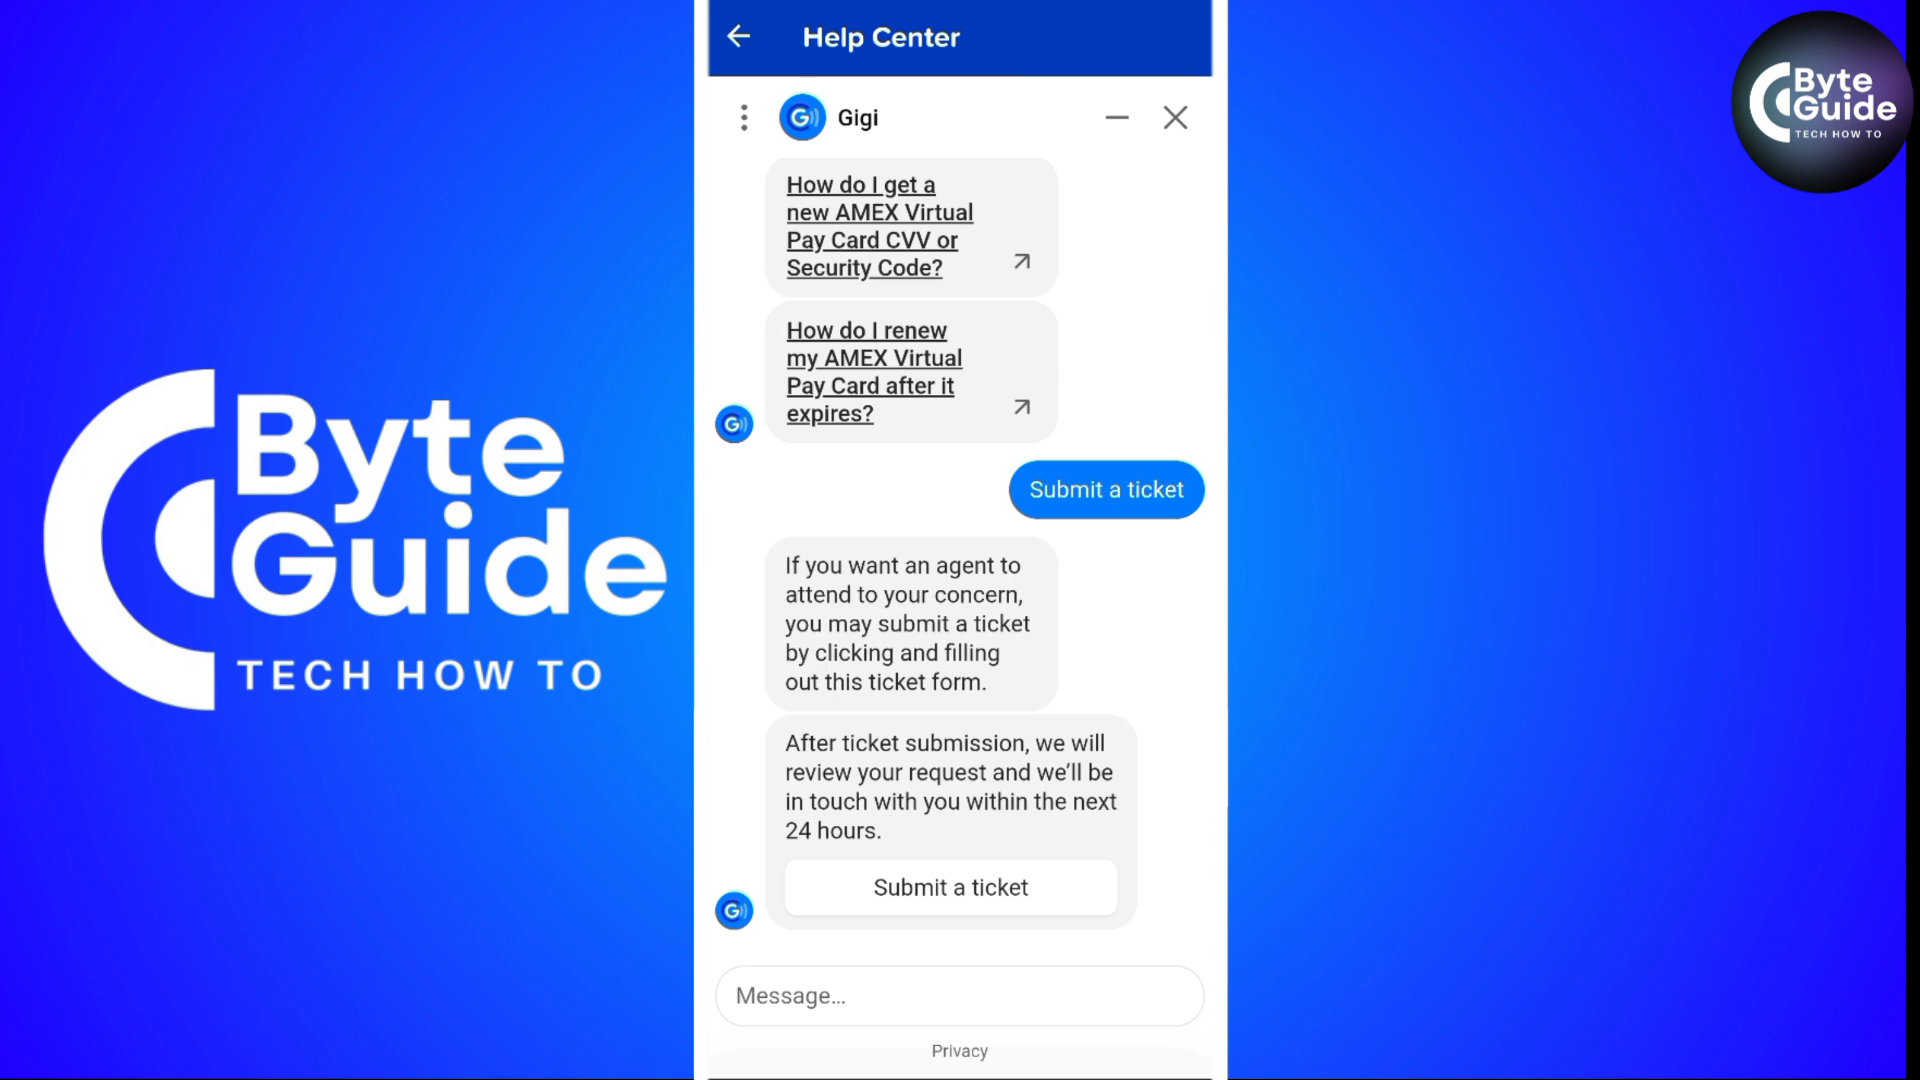 Help Center
Gigi
How do I get a
new AMEX Virtual
Pay Card CVV or
Security Code?
How do I renew
my AMEX Virtual
Pay Card after it
expires?
Submit a ticket
If you want an agent to
attend to your concern,
you may submit a ticket
by clicking and filling
out this ticket form.
After ticket submission, we will
review your request and we’ll be
in touch with you within the next
24 hours.
Submit a ticket
Message...
Privacy
Byte
Guide
TECH HOW TO
Byte
Guide
TECH HOW TO